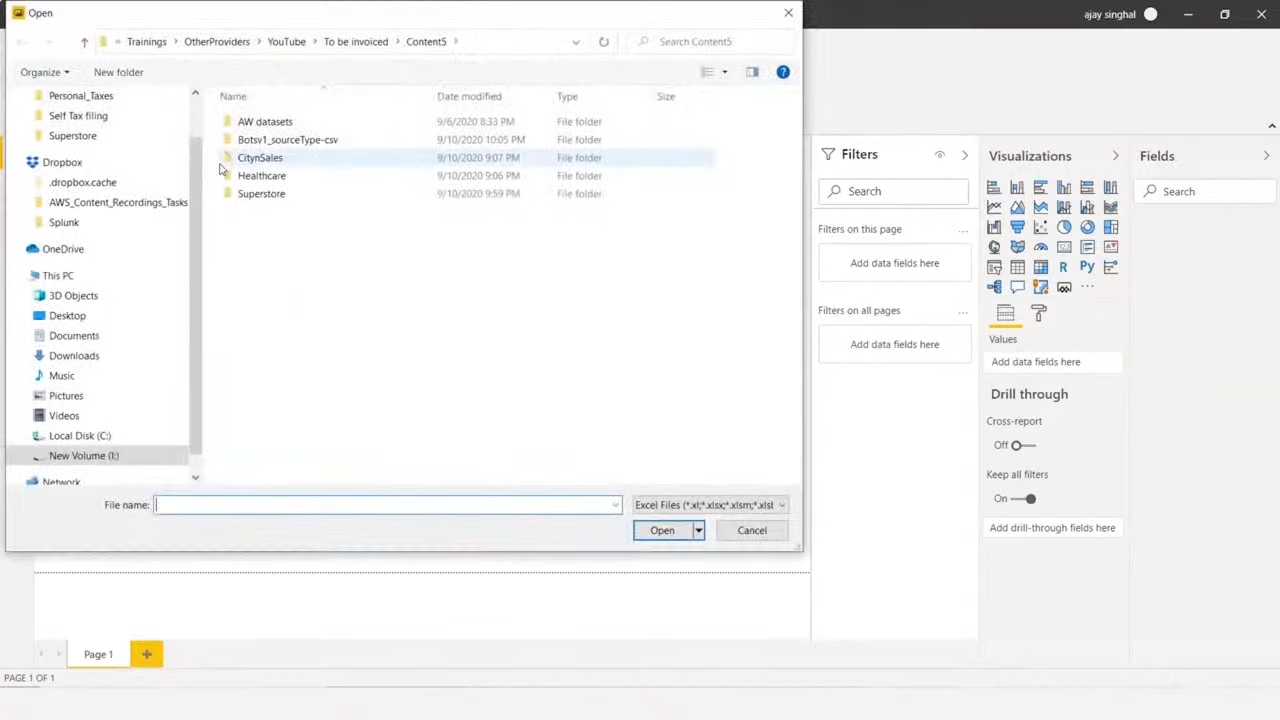 Open
ajay singhal
Trainings > OtherProviders > YouTube > To be invoiced > Content5 >
Search Content5
Organize
New folder
Name
Date modified
Type
Size
Personal_Taxes
Self Tax filing
Superstore
Dropbox
.dropbox.cache
AWS_Content_Recordings_Tasks
Splunk
OneDrive
This PC
3D Objects
Desktop
Documents
Downloads
Music
Pictures
Videos
Local Disk (C:)
New Volume (I:)
Network
AW datasets 9/6/2020 8:33 PM File folder
Botsv1_sourceType-csv 9/10/2020 10:05 PM File folder
CitynSales 9/10/2020 9:07 PM File folder
Healthcare 9/10/2020 9:06 PM File folder
Superstore 9/10/2020 9:59 PM File folder
File name:
Excel Files (*.xl;*.xlsx;*.xlsm;*.xlsl
Open
Cancel
Filters
Search
Filters on this page
...
Add data fields here
Filters on all pages
...
Add data fields here
Visualizations
R
Py
...
Values
Add data fields here
Drill through
Cross-report
Off
Keep all filters
On
Add drill-through fields here
Fields
Search
Page 1
PAGE 1 OF 1